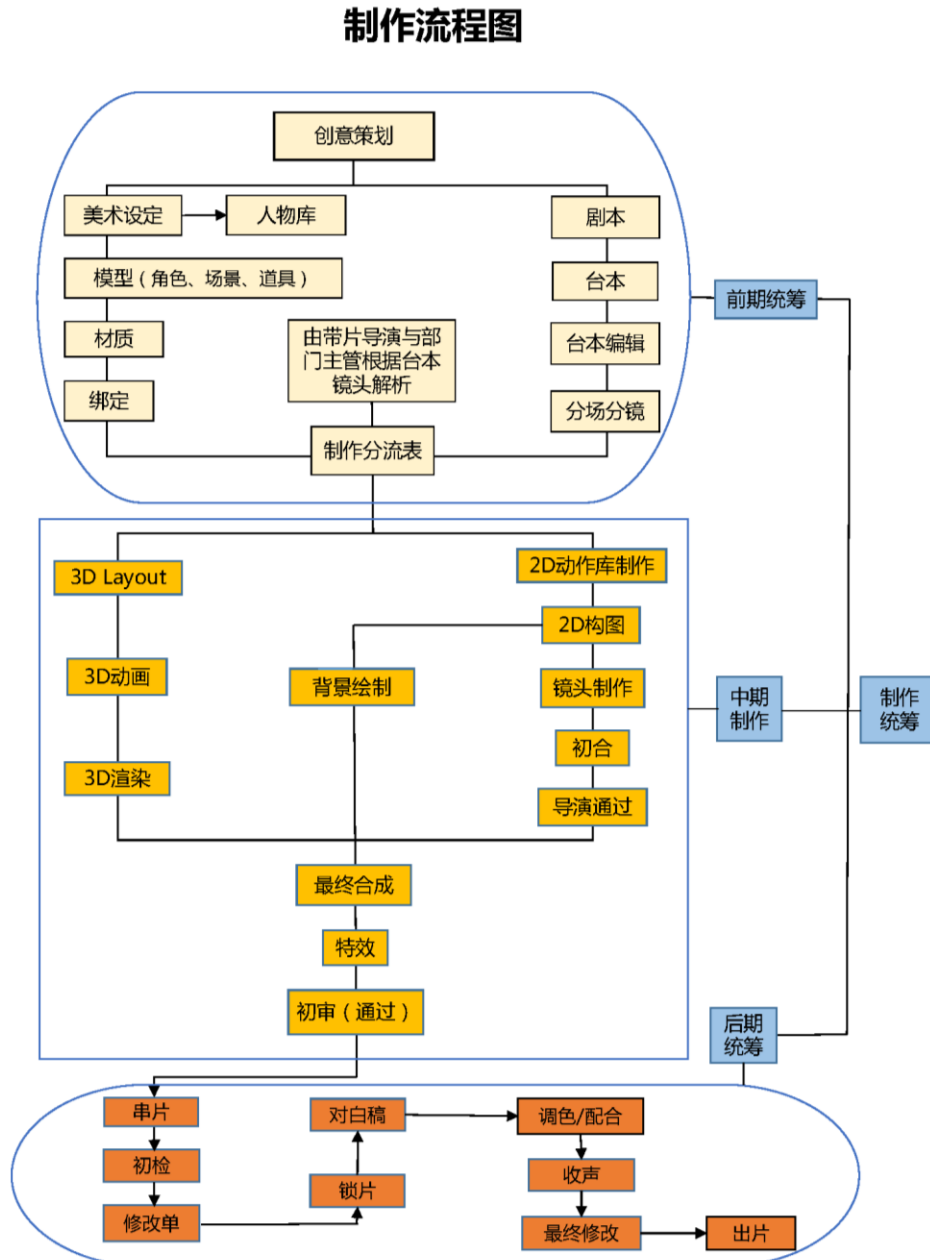 制作流程图
创意策划
美术设定
人物库
剧本
模型（角色、场景、道具）
台本
前期统筹
材质
由带片导演与部
门主管根据台本
镜头解析
台本编辑
绑定
分场分镜
制作分流表
3D Layout
2D动作库制作
2D构图
3D动画
背景绘制
镜头制作
中期
制作
制作
统筹
初合
3D渲染
导演通过
最终合成
特效
初审（通过）
后期
统筹
串片
对白稿
调色/配合
初检
锁片
收声
修改单
最终修改
出片